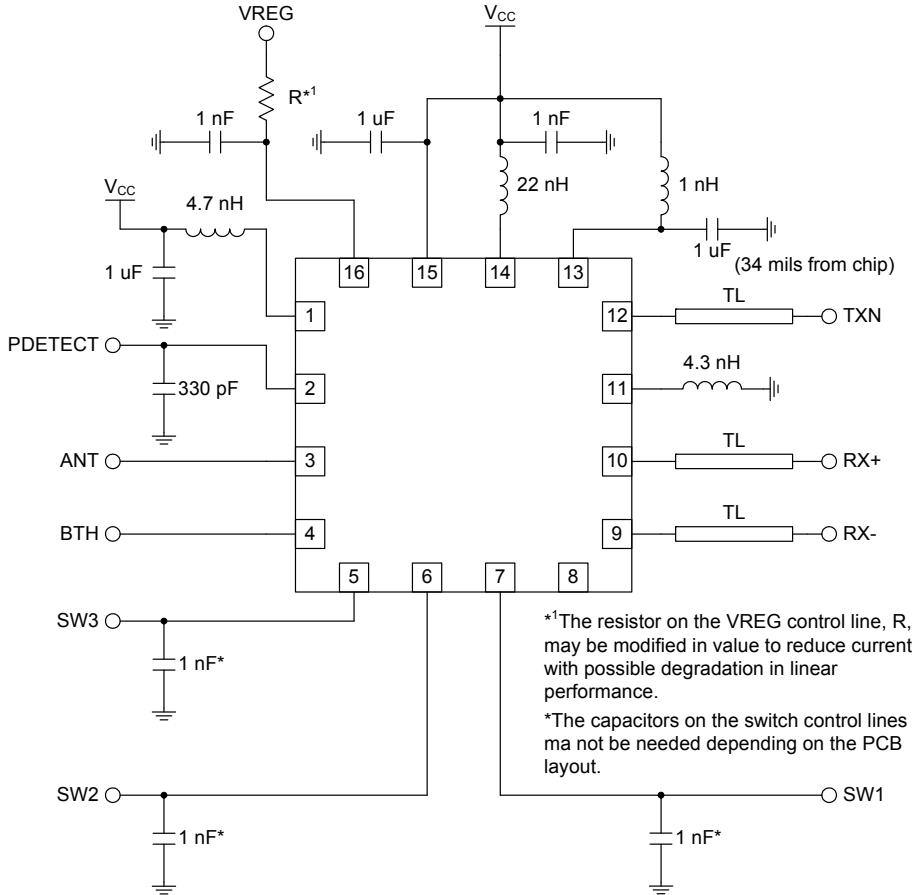 VREG
VCC
R*1
1 nF
1 uF
1 nF
VCC
4.7 nH
22 nH
1 nH
1 uF
1 uF
(34 mils from chip)
16
15
14
13
1
12
TL
TXN
PDETECT
330 pF
2
11
4.3 nH
ANT
3
10
TL
RX+
BTH
4
9
TL
RX-
5
6
7
8
SW3
1 nF*
*1The resistor on the VREG control line, R,
may be modified in value to reduce current
with possible degradation in linear
performance.
*The capacitors on the switch control lines
ma not be needed depending on the PCB
layout.
SW2
SW1
1 nF*
1 nF*